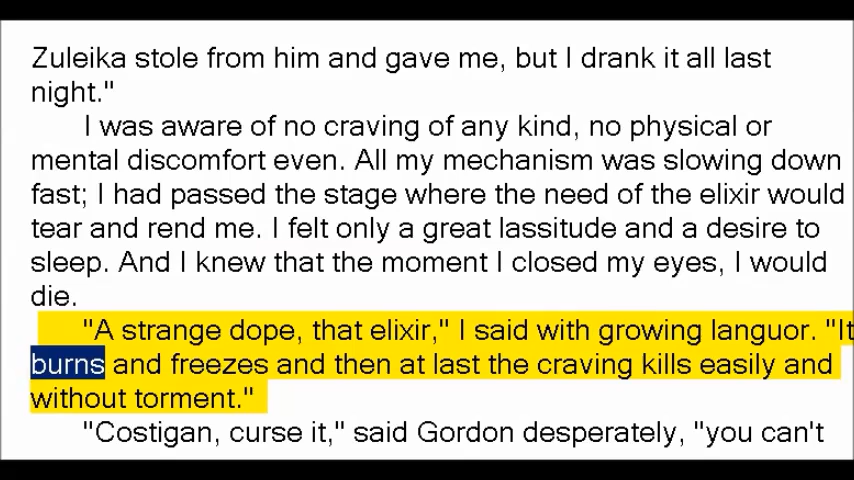 Zuleika stole from him and gave me, but I drank it all last
night."
I was aware of no craving of any kind, no physical or
mental discomfort even. All my mechanism was slowing down
fast; I had passed the stage where the need of the elixir would
tear and rend me. I felt only a great lassitude and a desire to
sleep. And I knew that the moment I closed my eyes, I would
die.
"A strange dope, that elixir," I said with growing languor. "It
burns and freezes and then at last the craving kills easily and
without torment."
"Costigan, curse it," said Gordon desperately, "you can't